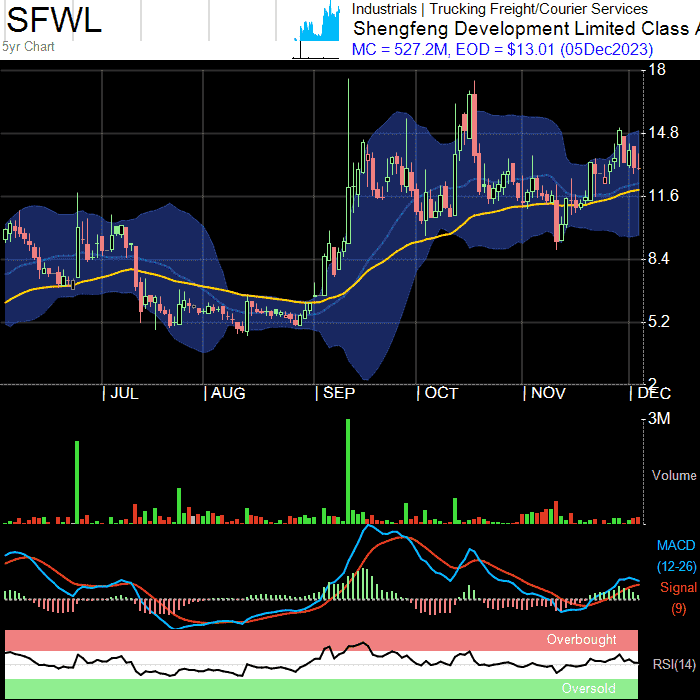 SFWL
5yr Chart
Industrials | Trucking Freight/Courier Services
Shengfeng Development Limited Class A
MC = 527.2M, EOD = $13.01 (05Dec2023)
18
14.8
11.6
8.4
5.2
2
| JUL | AUG | SEP | OCT | NOV | DEC
3M
Volume
MACD
(12-26)
Signal
(9)
Overbought
RSI(14)
Oversold